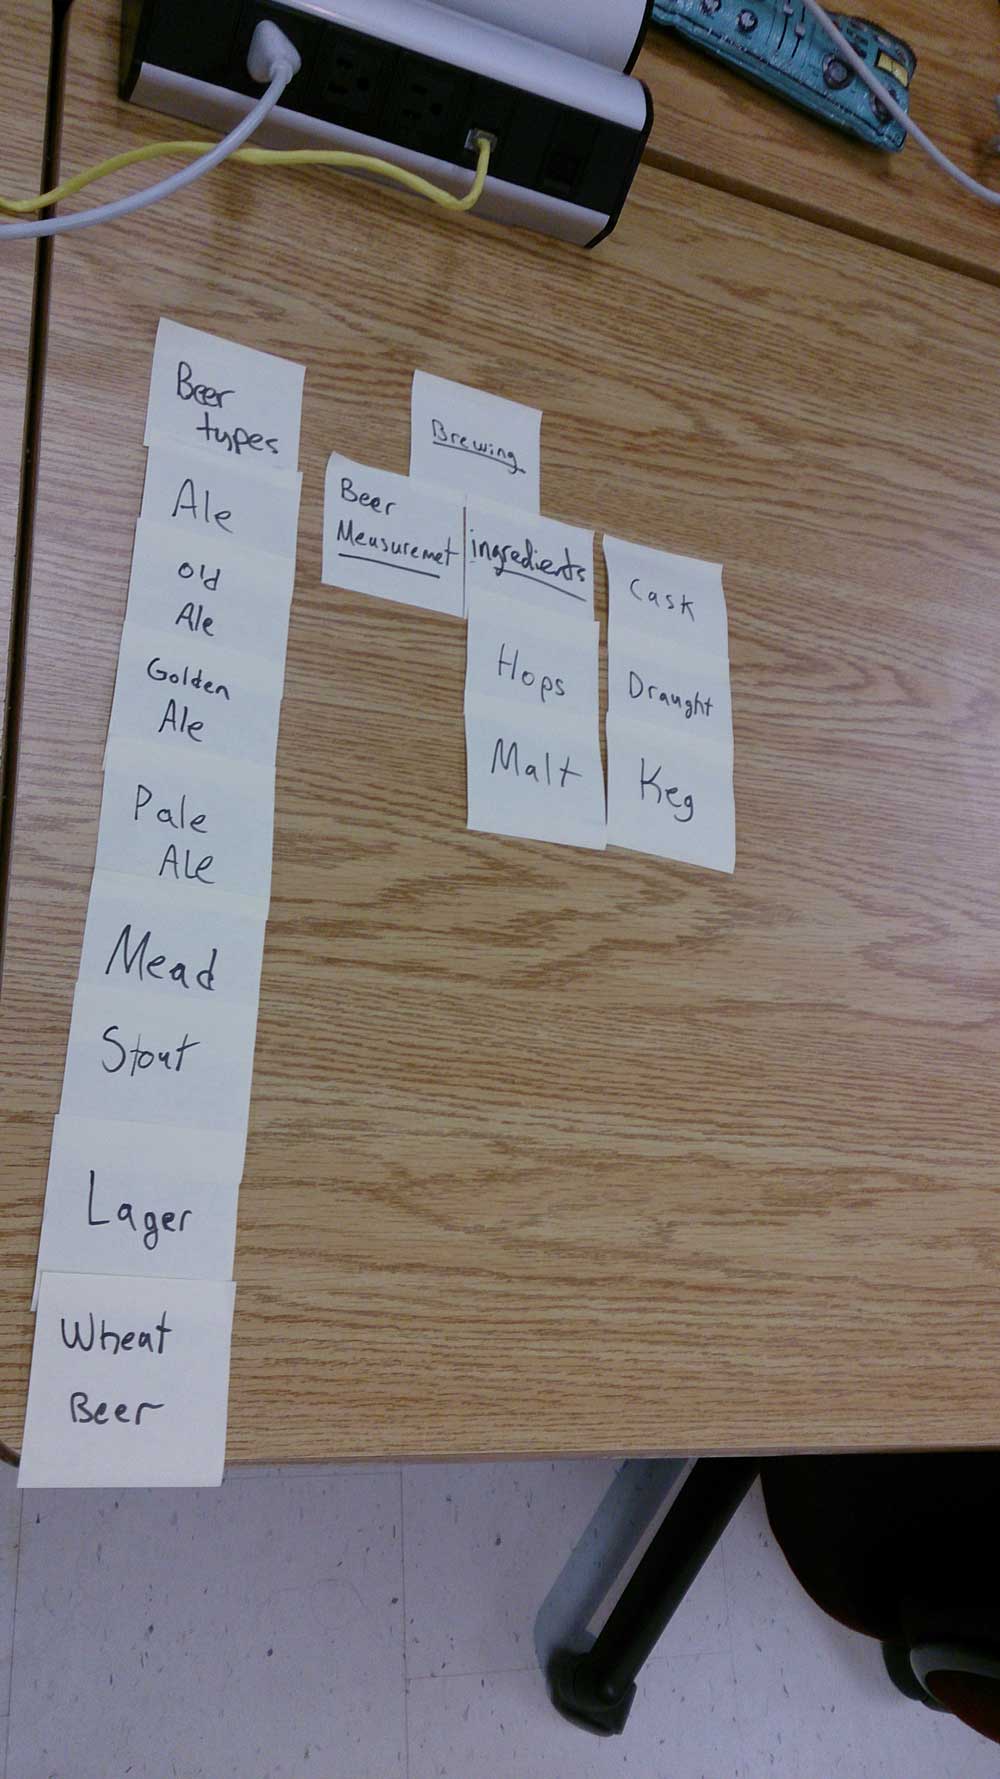 Beer
types
Ale
Old
Ale
Golden
Ale
Pale
Ale
Mead
Stout
Lager
Wheat
Beer
Brewing
Beer
Measuremet
ingredients
Hops
Malt
Cask
Draught
Keg